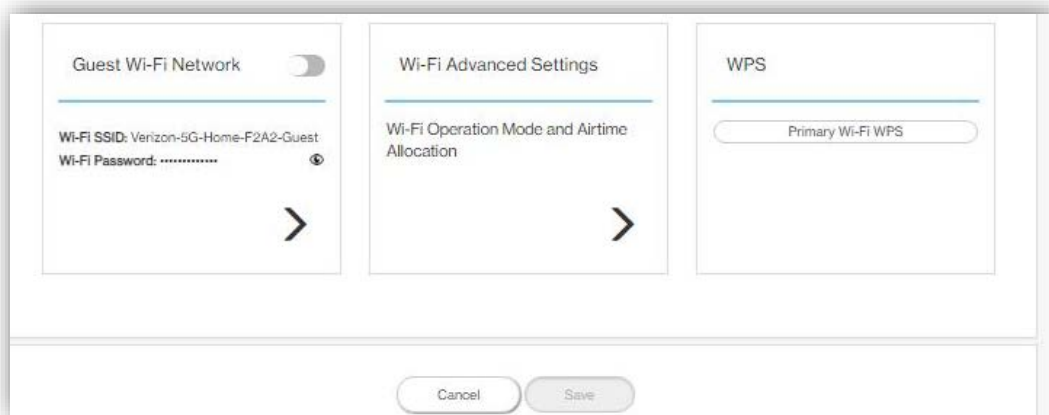 Guest Wi-Fi Network
Wi-Fi SSID: Verizon-5G-Home-F2A2-Guest
Wi-Fi Password: •••••••••••••
Wi-Fi Advanced Settings
Wi-Fi Operation Mode and Airtime
Allocation
WPS
Primary Wi-Fi WPS
Cancel
Save